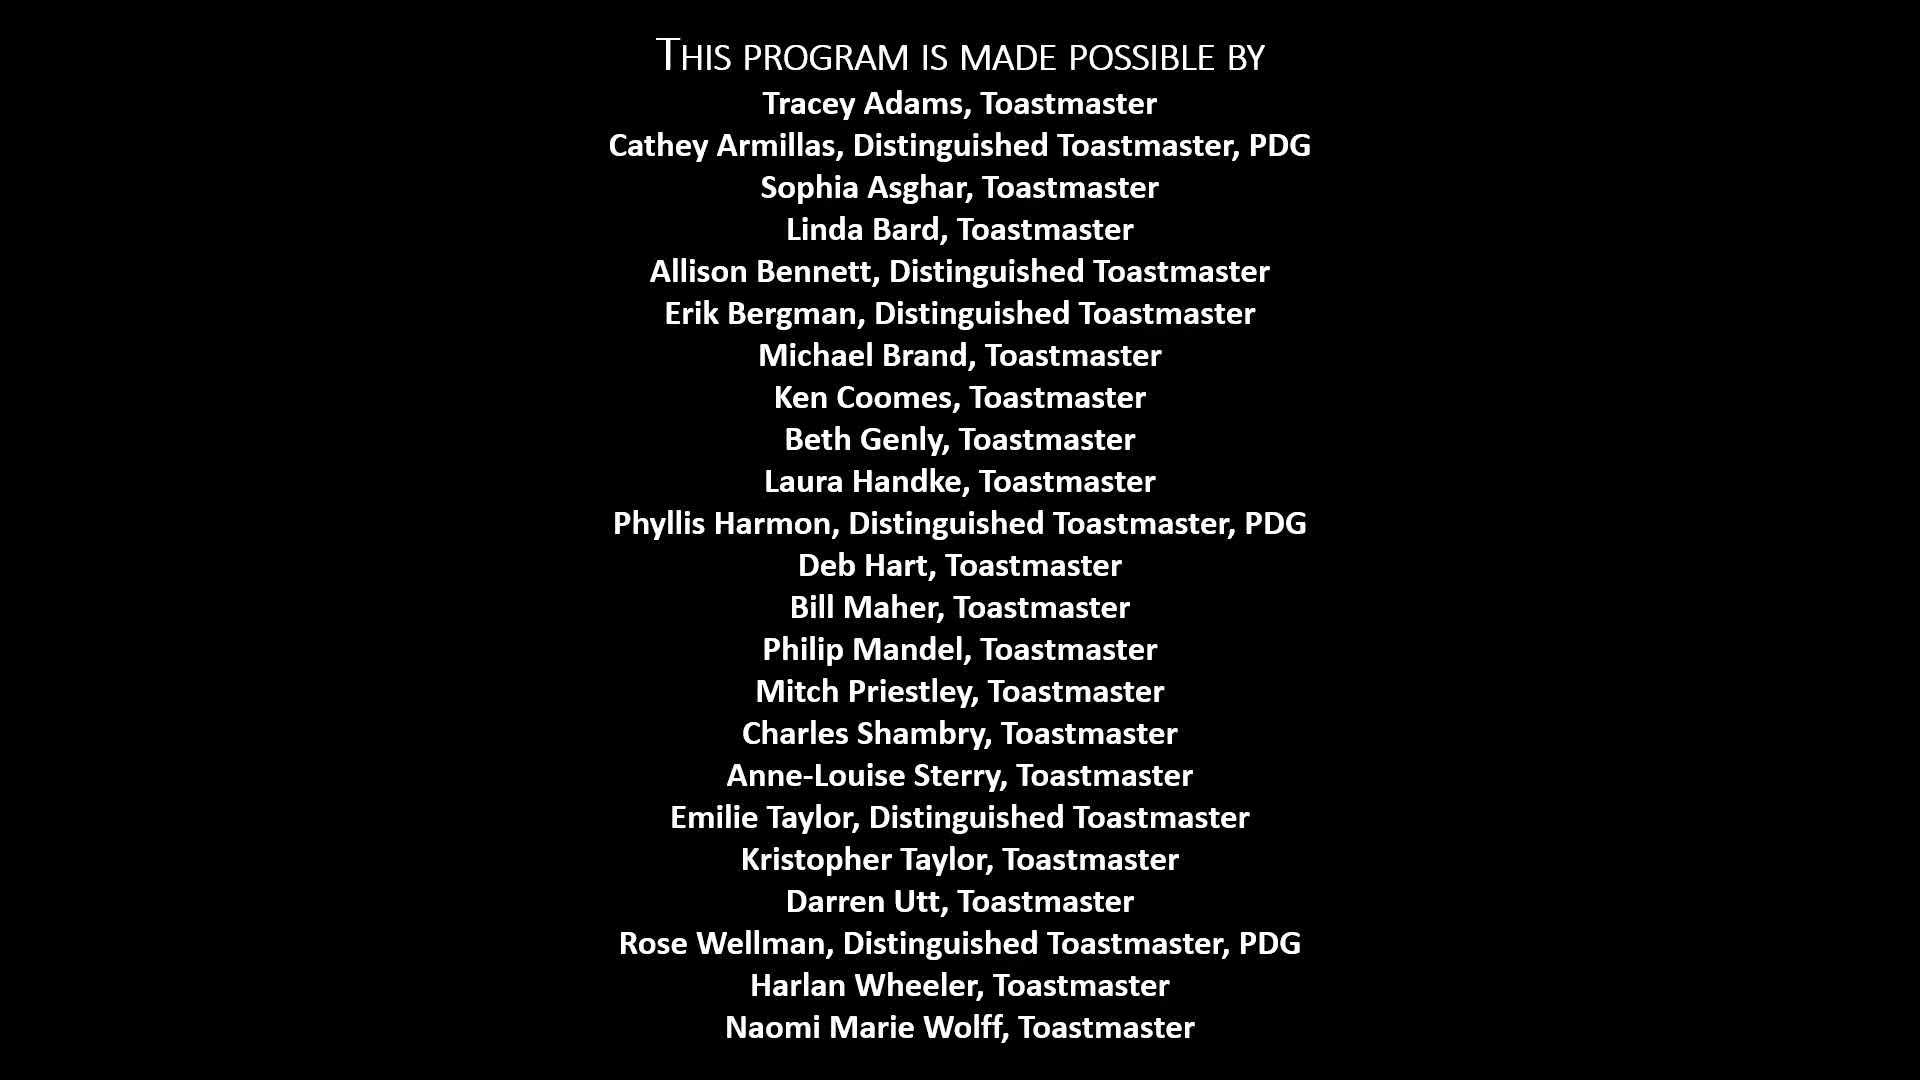 THIS PROGRAM IS MADE POSSIBLE BY
Tracey Adams, Toastmaster
Cathey Armillas, Distinguished Toastmaster, PDG
Sophia Asghar, Toastmaster
Linda Bard, Toastmaster
Allison Bennett, Distinguished Toastmaster
Erik Bergman, Distinguished Toastmaster
Michael Brand, Toastmaster
Ken Coomes, Toastmaster
Beth Genly, Toastmaster
Laura Handke, Toastmaster
Phyllis Harmon, Distinguished Toastmaster, PDG
Deb Hart, Toastmaster
Bill Maher, Toastmaster
Philip Mandel, Toastmaster
Mitch Priestley, Toastmaster
Charles Shambry, Toastmaster
Anne-Louise Sterry, Toastmaster
Emilie Taylor, Distinguished Toastmaster
Kristopher Taylor, Toastmaster
Darren Utt, Toastmaster
Rose Wellman, Distinguished Toastmaster, PDG
Harlan Wheeler, Toastmaster
Naomi Marie Wolff, Toastmaster